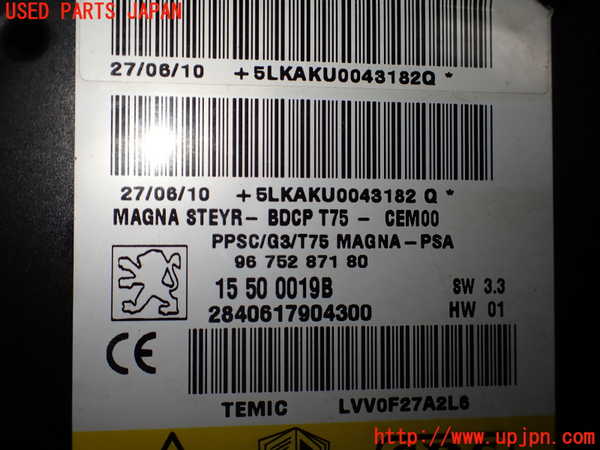 USED PARTS JAPAN
27/06/10 +5LKAKU0043182Q *
27/06/10 +5LKAKU0043182 Q *
MAGNA STEYR- BDCP T75 - CEM00
PPSC/G3/T75 MAGNA-PSA
96 752 871 80
15 50 0019B SW 3.3
2840617904300 HW 01
CE
TEMIC LVV0F27A2L6
http://www.upjpn.com/